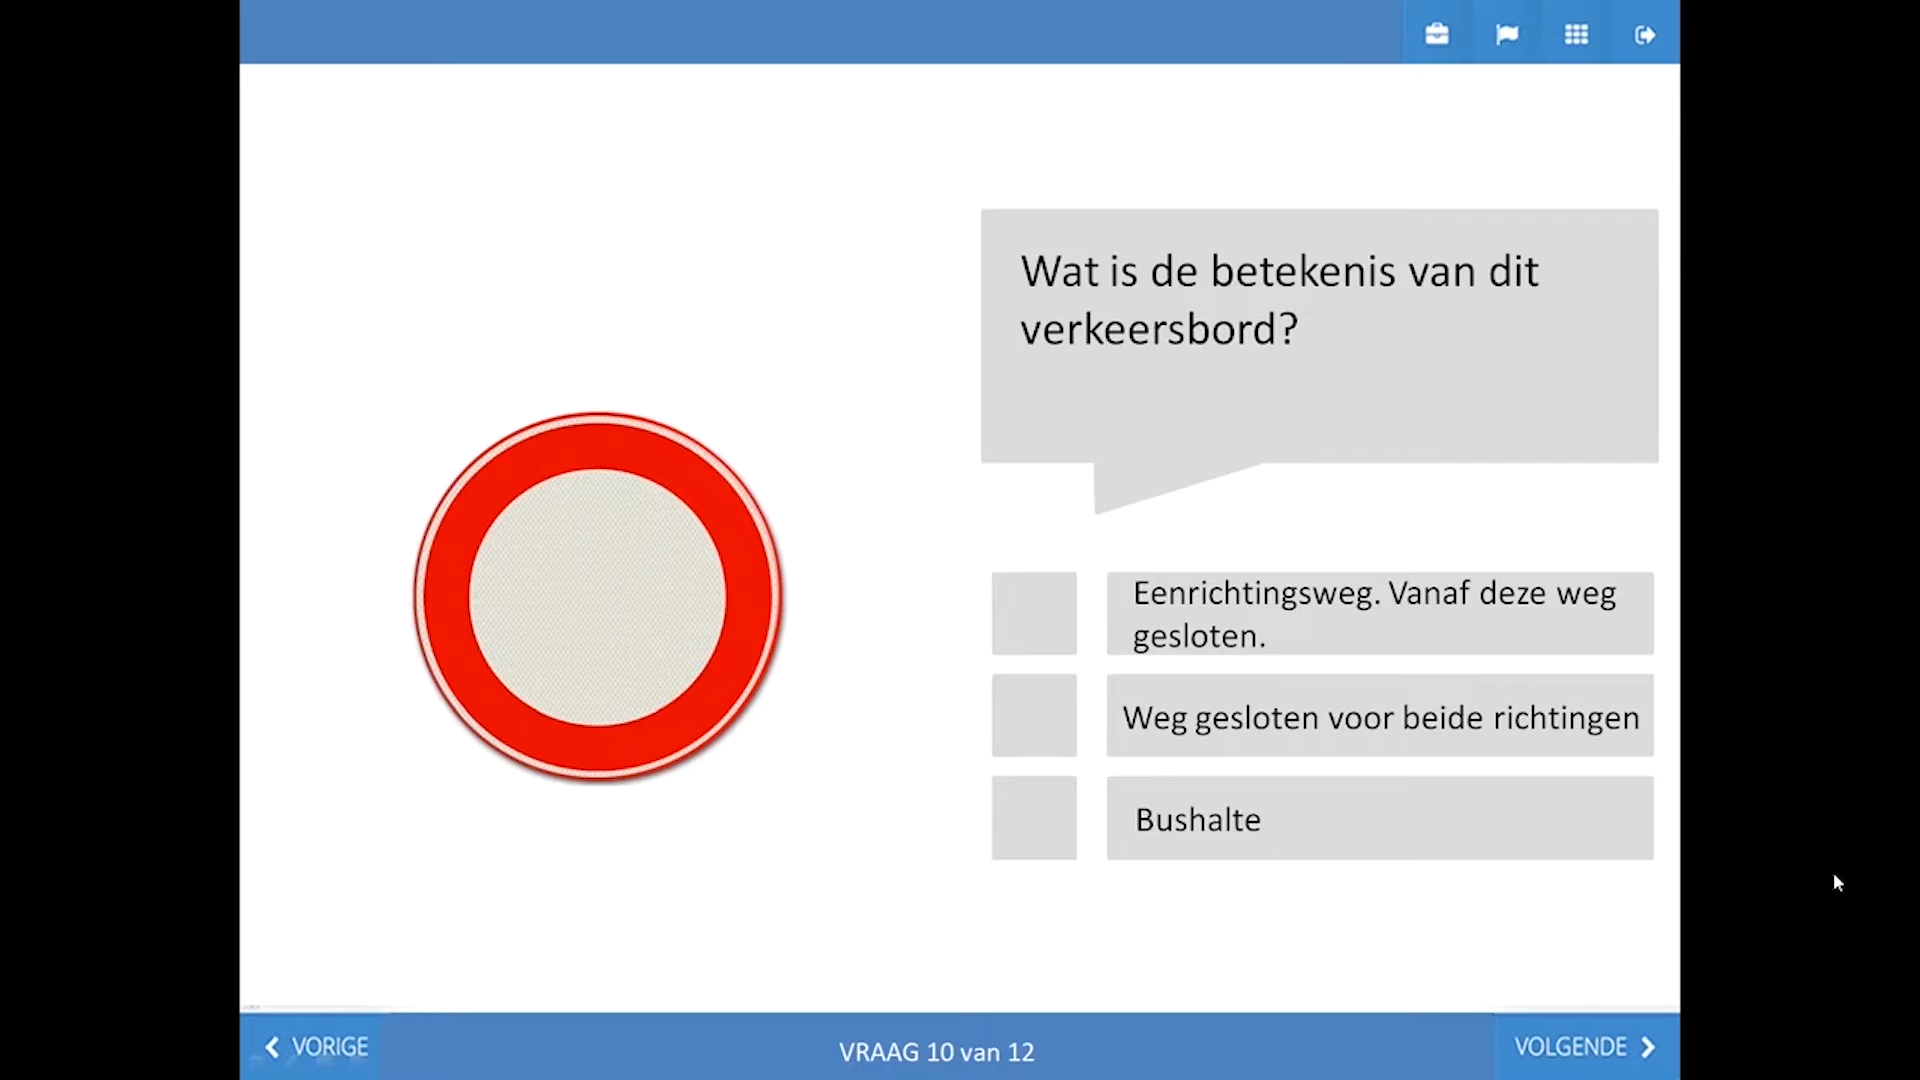 Wat is de betekenis van dit
verkeersbord?
Eenrichtingsweg. Vanaf deze weg
gesloten.
Weg gesloten voor beide richtingen
Bushalte
VORIGE
VRAAG 10 van 12
VOLGENDE